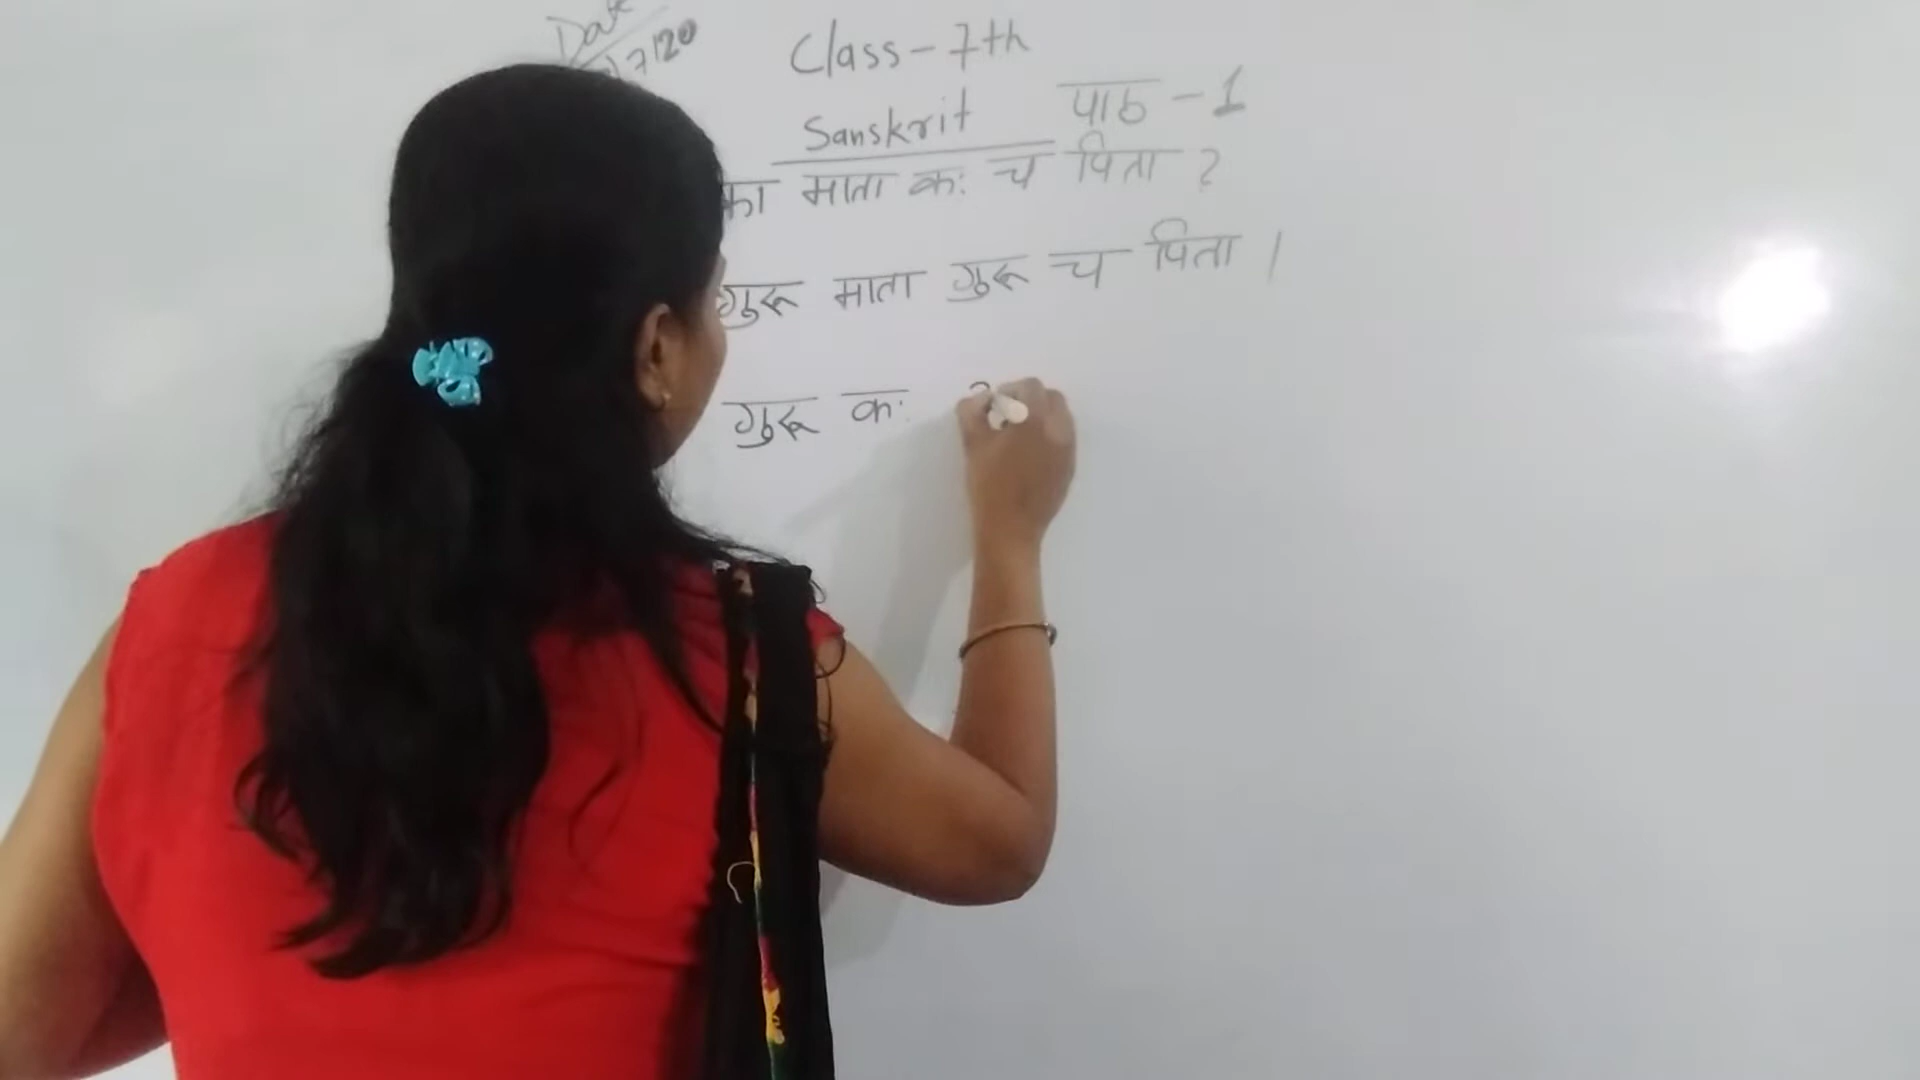 Date
7/20
Class - 7th
Sanskrit पाठ - 1
का माता कः च पिता ?
गुरू माता गुरू च पिता ।
गुरू कः